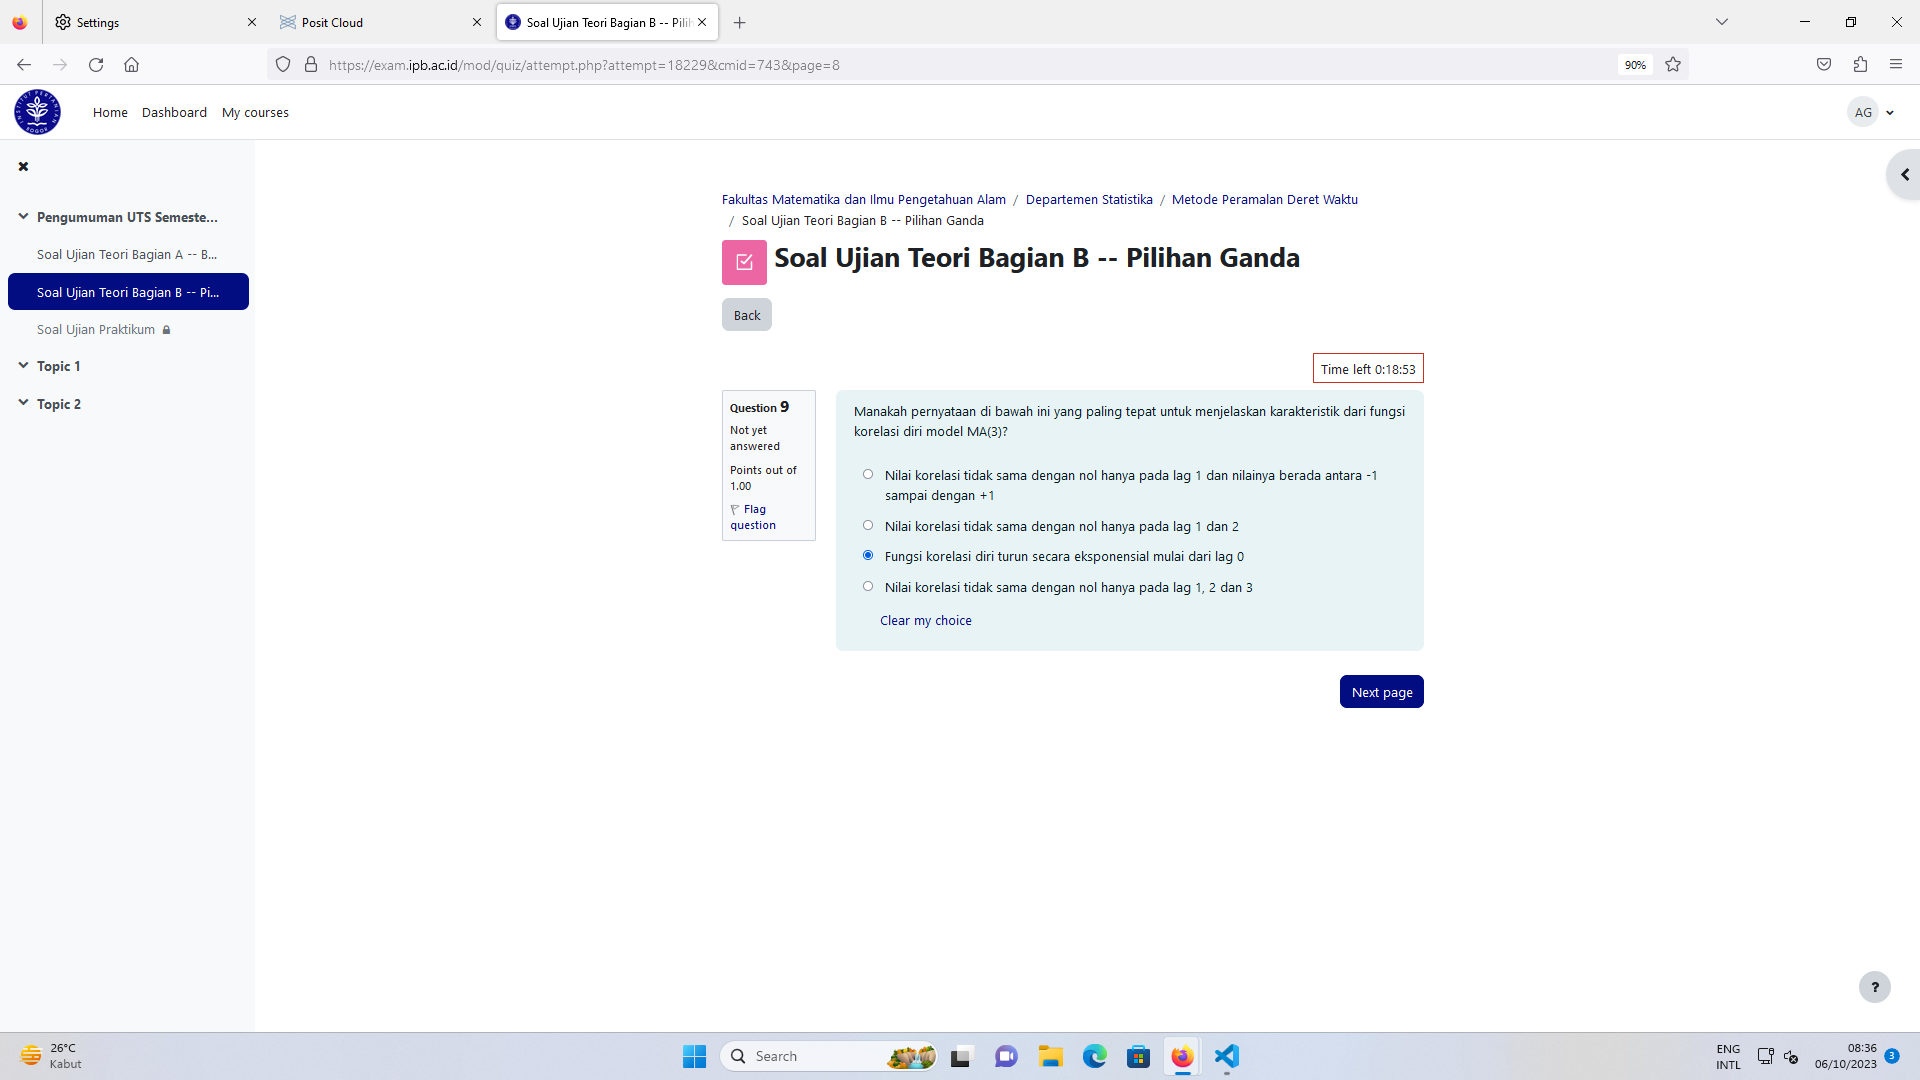 Settings
Posit Cloud
Soal Ujian Teori Bagian B -- Pilih
https://exam.ipb.ac.id/mod/quiz/attempt.php?attempt=18229&cmid=743&page=8
90%
INSTITUT PERTANIAN BOGOR
Home
Dashboard
My courses
AG
Pengumuman UTS Semeste...
Soal Ujian Teori Bagian A -- B...
Soal Ujian Teori Bagian B -- Pi...
Soal Ujian Praktikum
Topic 1
Topic 2
Fakultas Matematika dan Ilmu Pengetahuan Alam / Departemen Statistika / Metode Peramalan Deret Waktu
/ Soal Ujian Teori Bagian B -- Pilihan Ganda
Soal Ujian Teori Bagian B -- Pilihan Ganda
Back
Time left 0:18:53
Question 9
Not yet
answered
Points out of
1.00
Flag
question
Manakah pernyataan di bawah ini yang paling tepat untuk menjelaskan karakteristik dari fungsi
korelasi diri model MA(3)?
Nilai korelasi tidak sama dengan nol hanya pada lag 1 dan nilainya berada antara -1
sampai dengan +1
Nilai korelasi tidak sama dengan nol hanya pada lag 1 dan 2
Fungsi korelasi diri turun secara eksponensial mulai dari lag 0
Nilai korelasi tidak sama dengan nol hanya pada lag 1, 2 dan 3
Clear my choice
Next page
?
26°C
Kabut
Search
ENG
INTL
08:36
06/10/2023
3